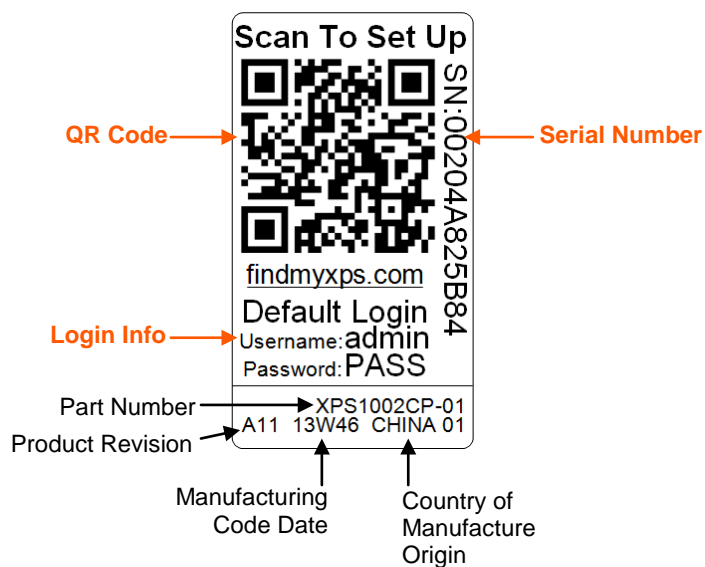 Scan To Set Up
SN:00204A825B84
QR Code
Serial Number
findmyxps.com
Default Login
Login Info
Username:admin
Password:PASS
Part Number
XPS1002CP-01
Product Revision
A11 13W46 CHINA 01
Manufacturing
Code Date
Country of
Manufacture
Origin